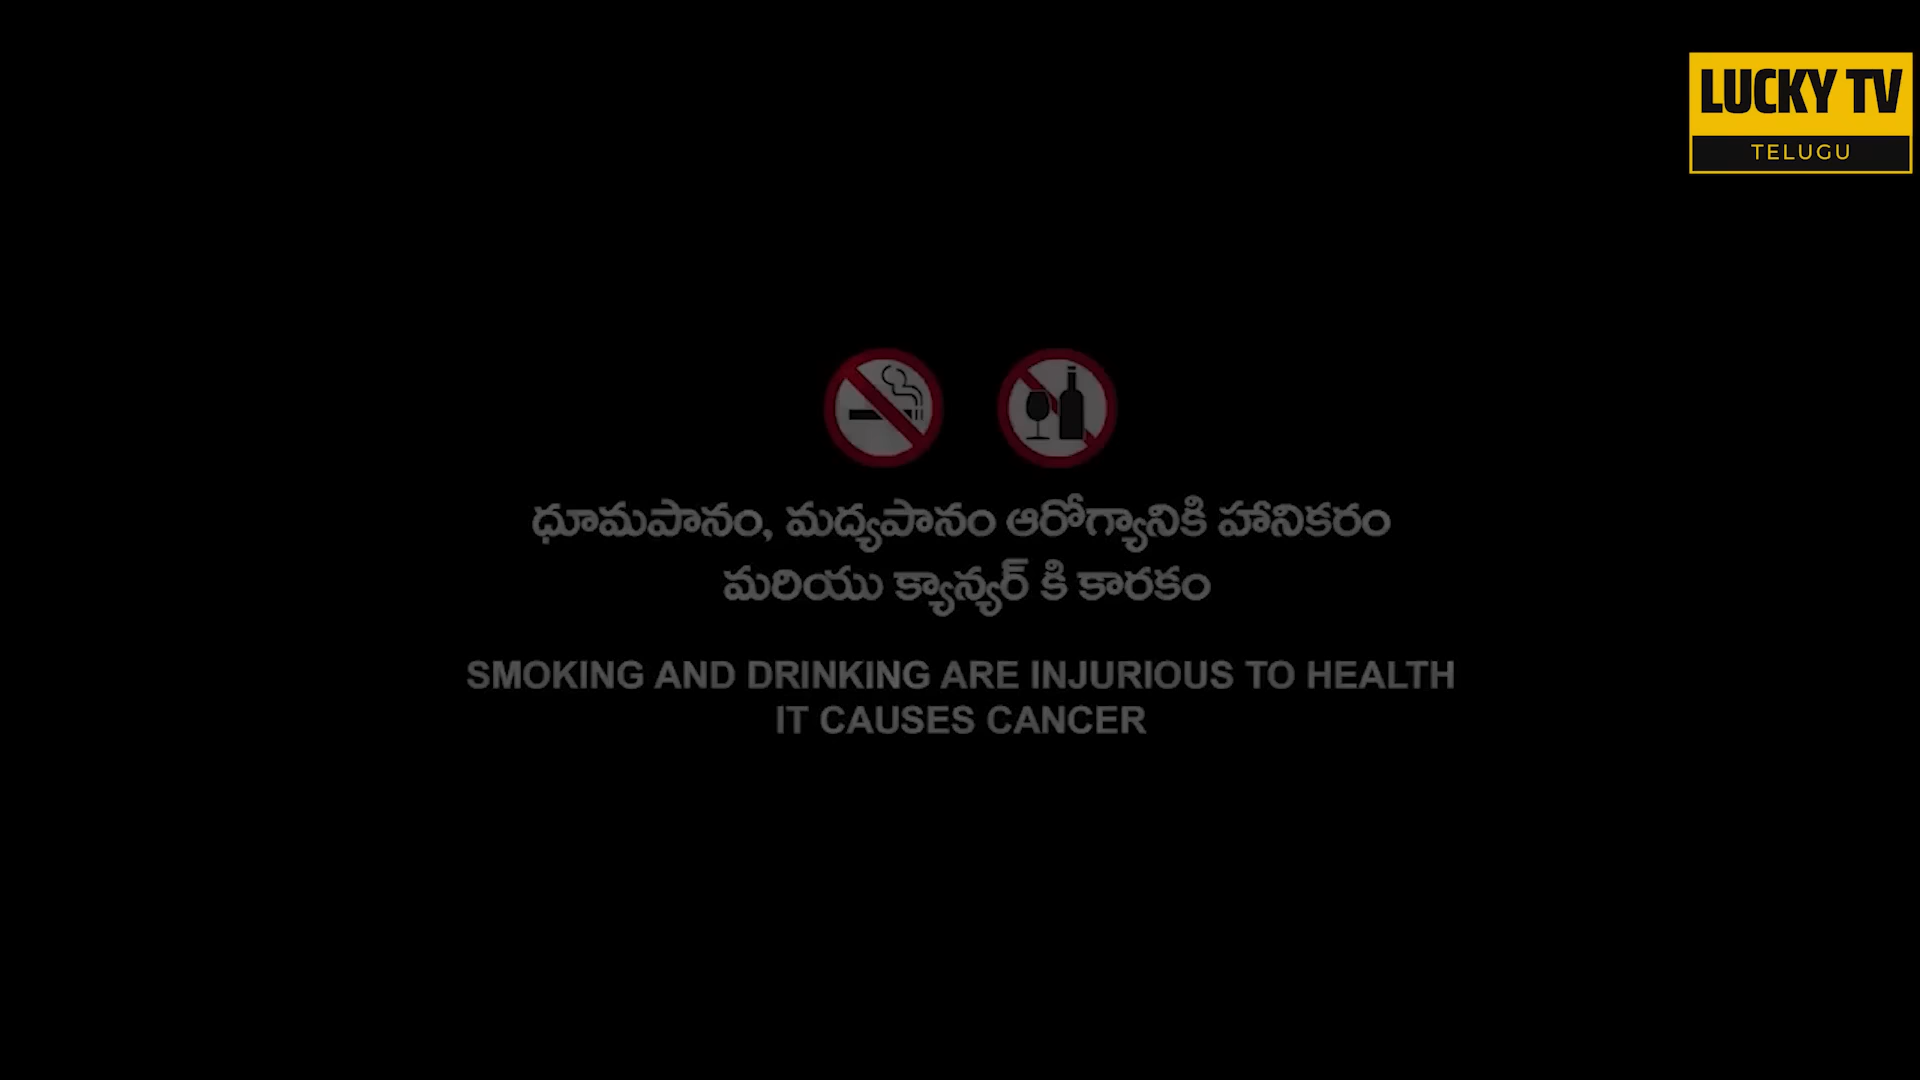 LUCKY TV
TELUGU
ధూమపానం, మద్యపానం ఆరోగ్యానికి హానికరం
మరియు క్యాన్యర్ కి కారకం
SMOKING AND DRINKING ARE INJURIOUS TO HEALTH
IT CAUSES CANCER